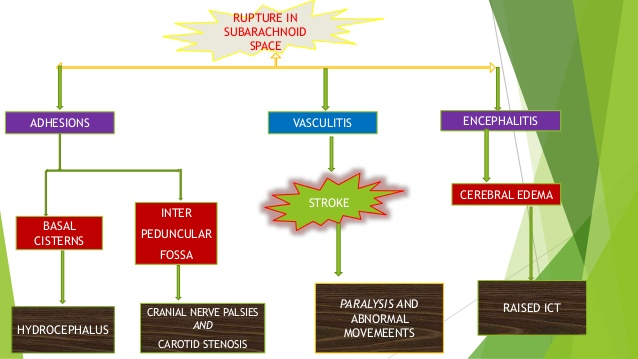 RUPTURE IN
SUBARACHNOID
SPACE
ADHESIONS
VASCULITIS
ENCEPHALITIS
BASAL
CISTERNS
INTER
PEDUNCULAR
FOSSA
STROKE
CEREBRAL EDEMA
HYDROCEPHALUS
CRANIAL NERVE PALSIES
AND
CAROTID STENOSIS
PARALYSIS AND
ABNORMAL
MOVEMEENTS
RAISED ICT